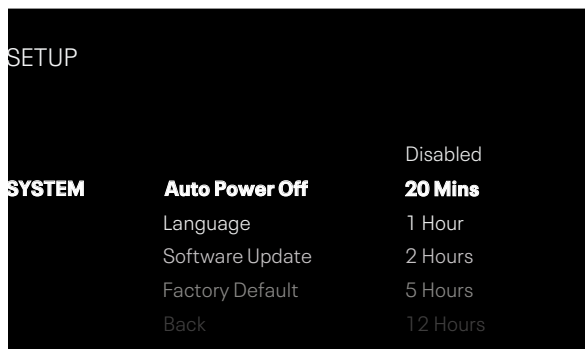 SETUP
Disabled
SYSTEM Auto Power Off 20 Mins
Language 1 Hour
Software Update 2 Hours
Factory Default 5 Hours
Back 12 Hours